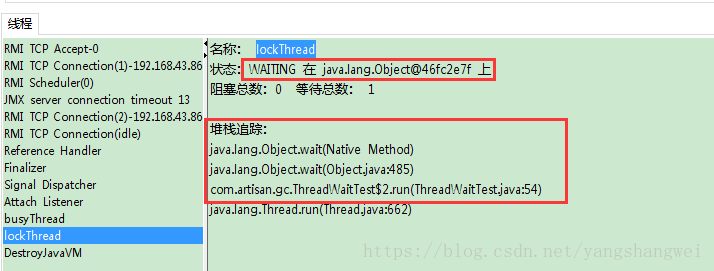 线程
RMI TCP Accept-0
RMI TCP Connection(1)-192.168.43.86
RMI Scheduler(0)
JMX server connection timeout 13
RMI TCP Connection(2)-192.168.43.86
RMI TCP Connection(idle)
Reference Handler
Finalizer
Signal Dispatcher
Attach Listener
busyThread
lockThread
DestroyJavaVM
名称: lockThread
状态: WAITING 在 java.lang.Object@46fc2e7f 上
阻塞总数: 0 等待总数: 1
堆栈追踪:
java.lang.Object.wait(Native Method)
java.lang.Object.wait(Object.java:485)
com.artisan.gc.ThreadWaitTest$2.run(ThreadWaitTest.java:54)
java.lang.Thread.run(Thread.java:662)
https://blog.csdn.net/yangshangwei